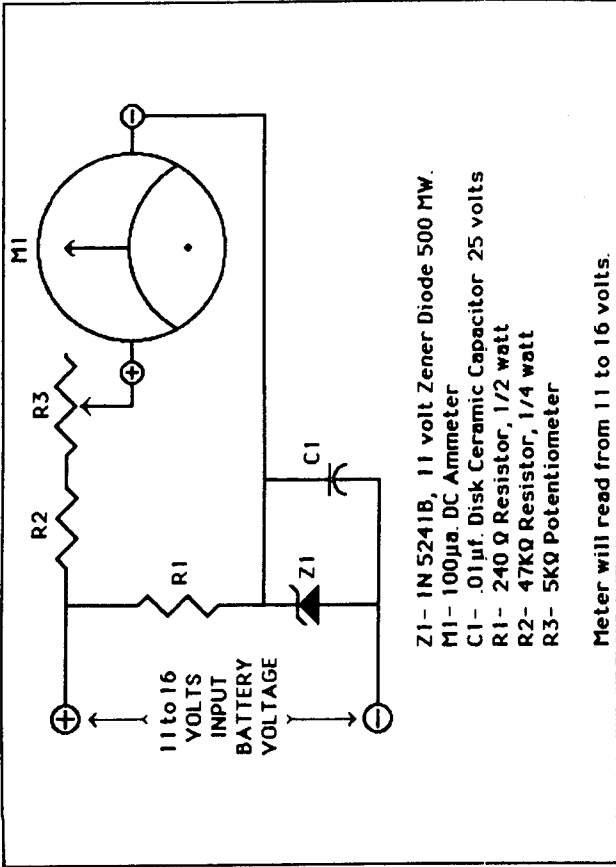 M1
R3
R2
R1
Z1
C1
11 to 16
VOLTS
INPUT
BATTERY
VOLTAGE
Z1- 1N5241B, 11 volt Zener Diode 500 MW.
M1- 100µa. DC Ammeter
C1- .01µf. Disk Ceramic Capacitor 25 volts
R1- 240 Ω Resistor, 1/2 watt
R2- 47KΩ Resistor, 1/4 watt
R3- 5KΩ Potentiometer
Meter will read from 11 to 16 volts.